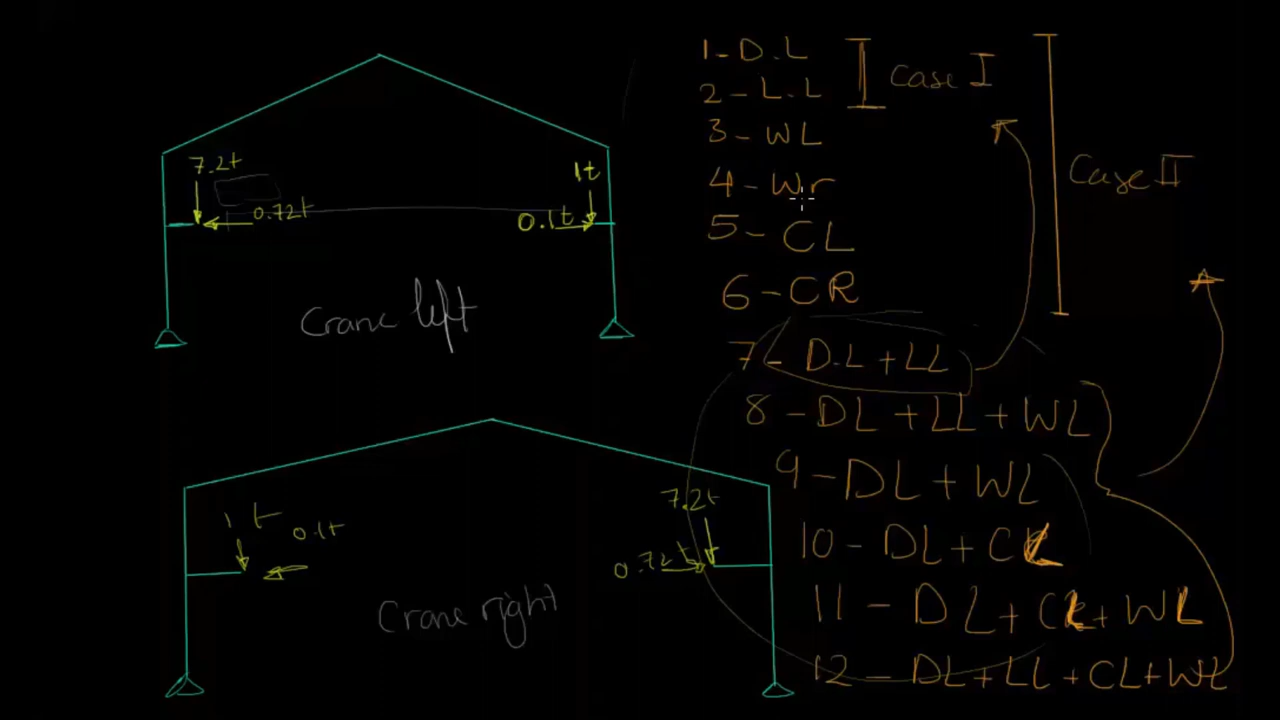 7.2t
0.72t
1t
0.1t
Crane left
1 t
0.1t
7.2t
0.72t
Crane right
1-D.L
2-L.L
Case I
3-WL
4-Wr
5-CL
6-CR
Case II
7-D.L+LL
8-DL+LL+WL
9-DL+WL
10-DL+CL
11-DL+CL+WL
12-DL+LL+CL+WL